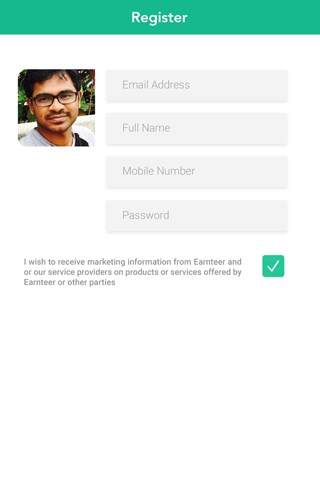 Register
Email Address
Full Name
Mobile Number
Password
I wish to receive marketing information from Earnteer and
or our service providers on products or services offered by
Earnteer or other parties